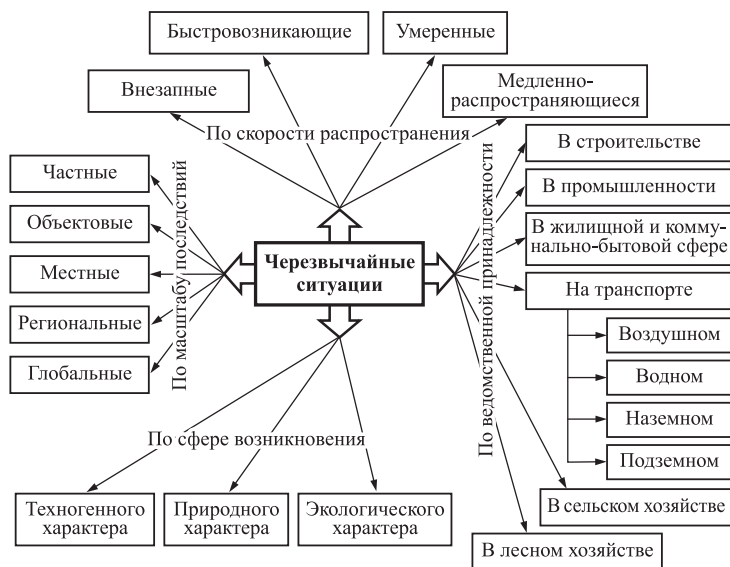 Быстровозникающие
Умеренные
Внезапные
Медленно-
распространяющиеся
По скорости распространения
Частные
Объектовые
Местные
Региональные
Глобальные
По масштабу последствий
Черезвычайные
ситуации
По ведомственной принадлежности
В строительстве
В промышленности
В жилищной и комму-
нально-бытовой сфере
На транспорте
Воздушном
Водном
Наземном
Подземном
В сельском хозяйстве
В лесном хозяйстве
По сфере возникновения
Техногенного
характера
Природного
характера
Экологического
характера